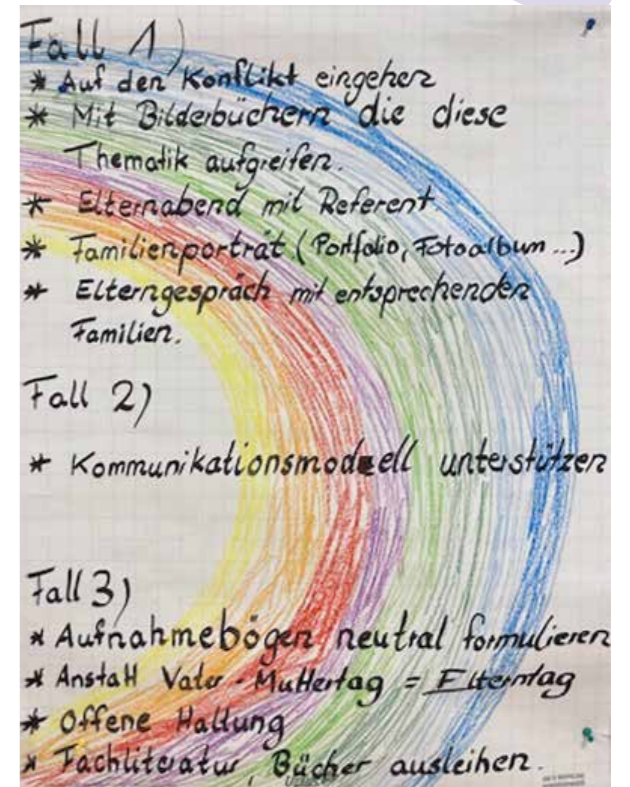 Fall 1)
* Auf den Konflikt eingehen
* Mit Bilderbüchern die diese
Thematik aufgreifen.
* Elternabend mit Referent.
* Familienporträt (Portfolio, Fotoalbum ...)
* Elterngespräch mit entsprechenden
Familien.
Fall 2)
* Kommunikationsmodell unterstützen
Fall 3)
* Aufnahmebögen neutral formulieren
* Anstatt Vater - Muttertag = Elterntag
* Offene Haltung
* Fachliteratur, Bücher ausleihen.